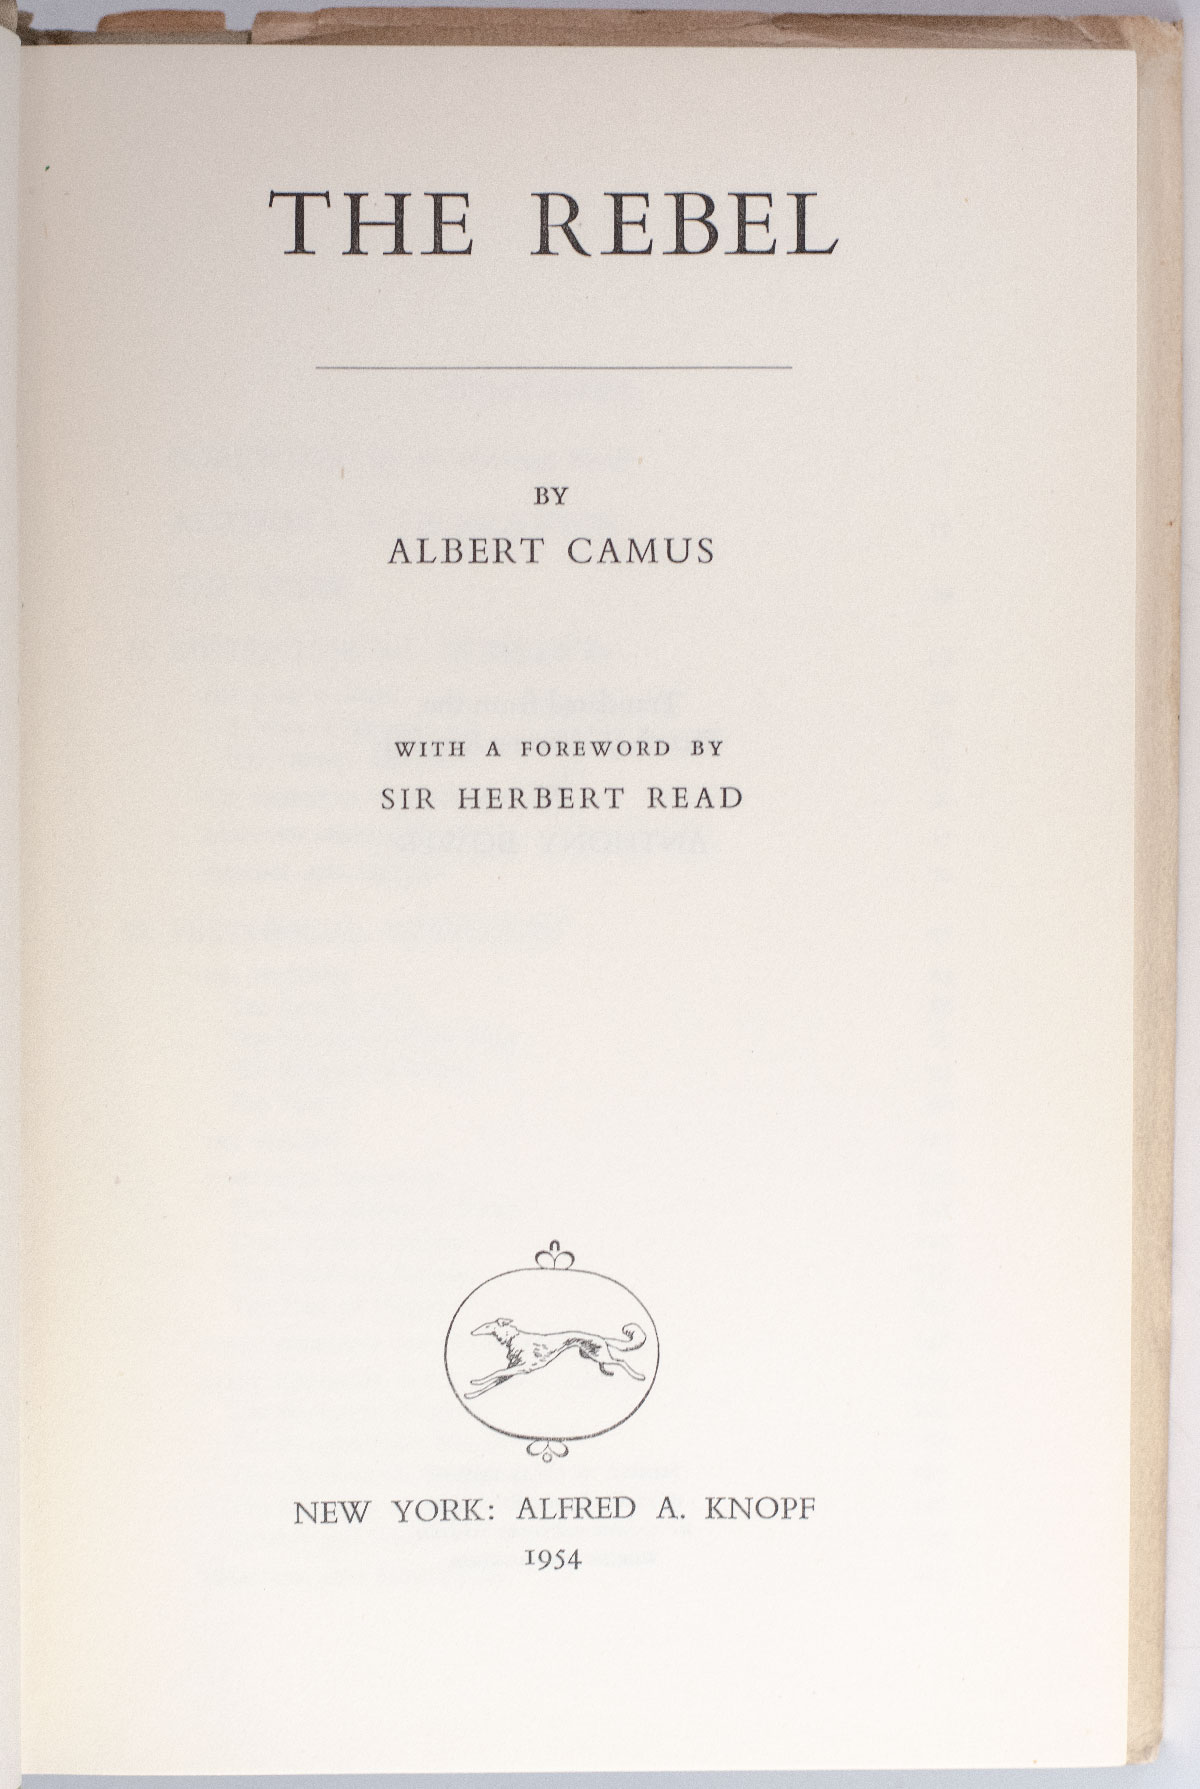 THE REBEL
BY
ALBERT CAMUS
WITH A FOREWORD BY
SIR HERBERT READ
NEW YORK: ALFRED A. KNOPF
1954